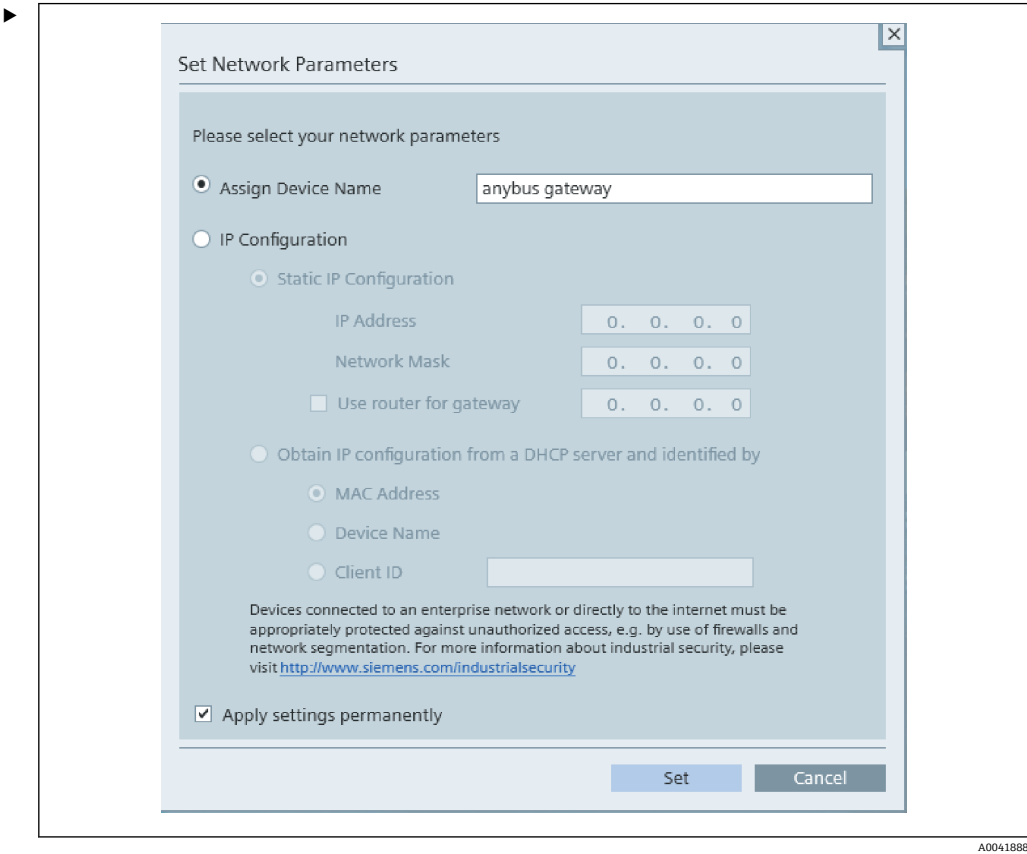 Set Network Parameters
Please select your network parameters
Assign Device Name anybus gateway
IP Configuration
Static IP Configuration
IP Address 0. 0. 0. 0
Network Mask 0. 0. 0. 0
Use router for gateway 0. 0. 0. 0
Obtain IP configuration from a DHCP server and identified by
MAC Address
Device Name
Client ID
Devices connected to an enterprise network or directly to the internet must be
appropriately protected against unauthorized access, e.g. by use of firewalls and
network segmentation. For more information about industrial security, please
visit http://www.siemens.com/industrialsecurity
Apply settings permanently
Set Cancel
A0041888